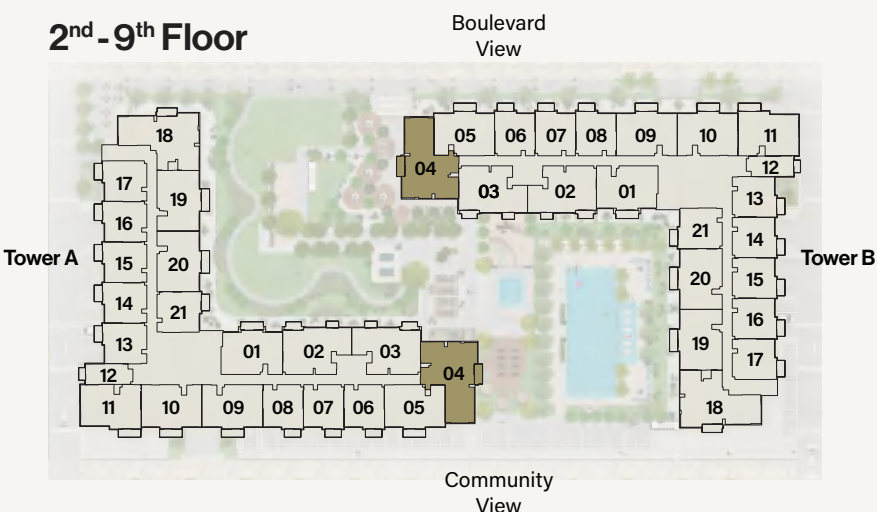 2nd - 9th Floor
Boulevard
View
05 06 07 08 09 10 11
18
04
12
17
03 02 01
13
19
16
21
14
Tower A
15
20
20
15
Tower B
14
21
16
13
01 02 03
19
17
12
04
11 10 09 08 07 06 05
18
Community
View